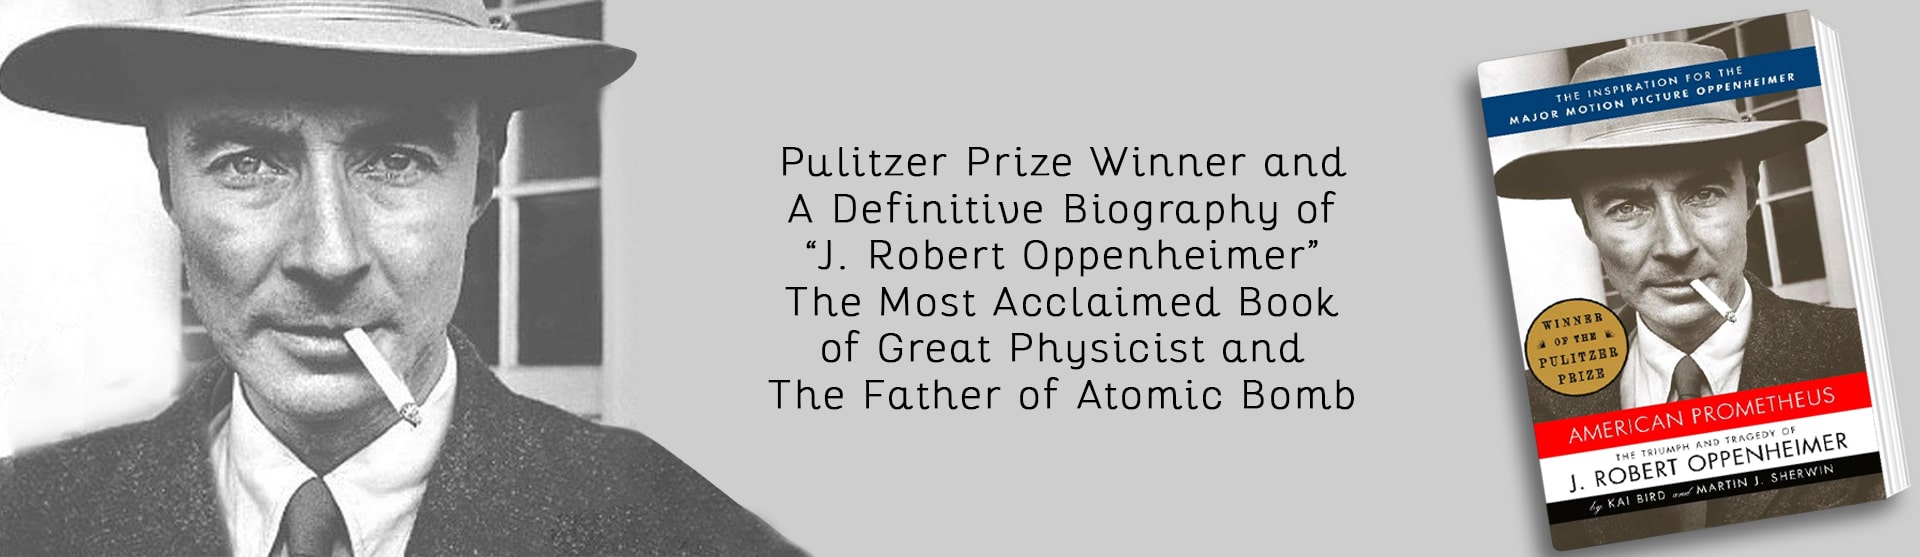 Pulitzer Prize Winner and
A Definitive Biography of
“J. Robert Oppenheimer”
The Most Acclaimed Book
of Great Physicist and
The Father of Atomic Bomb
THE INSPIRATION FOR THE
MAJOR MOTION PICTURE OPPENHEIMER
WINNER
OF THE
PULITZER
PRIZE
AMERICAN PROMETHEUS
THE TRIUMPH AND TRAGEDY OF
J. ROBERT OPPENHEIMER
by KAI BIRD and MARTIN J. SHERWIN